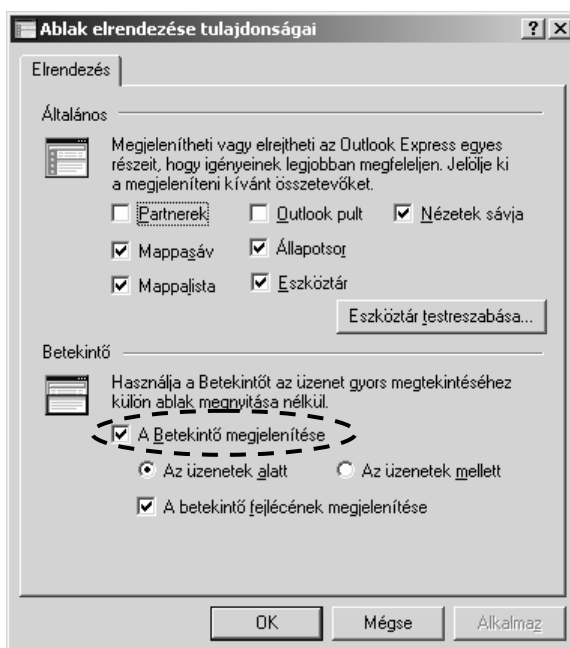 Ablak elrendezése tulajdonságai
Elrendezés
Általános
Megjelenítheti vagy elrejtheti az Outlook Express egyes
részeit, hogy igényeinek legjobban megfeleljen. Jelölje ki
a megjeleníteni kívánt összetevőket.
Partnerek Outlook pult Nézetek sávja
Mappasáv Állapotsor
Mappalista Eszköztár
Eszköztár testreszabása...
Betekintő
Használja a Betekintőt az üzenet gyors megtekintéséhez
külön ablak megnyitása nélkül.
A Betekintő megjelenítése
Az üzenetek alatt Az üzenetek mellett
A betekintő fejlécének megjelenítése
OK Mégse Alkalmaz